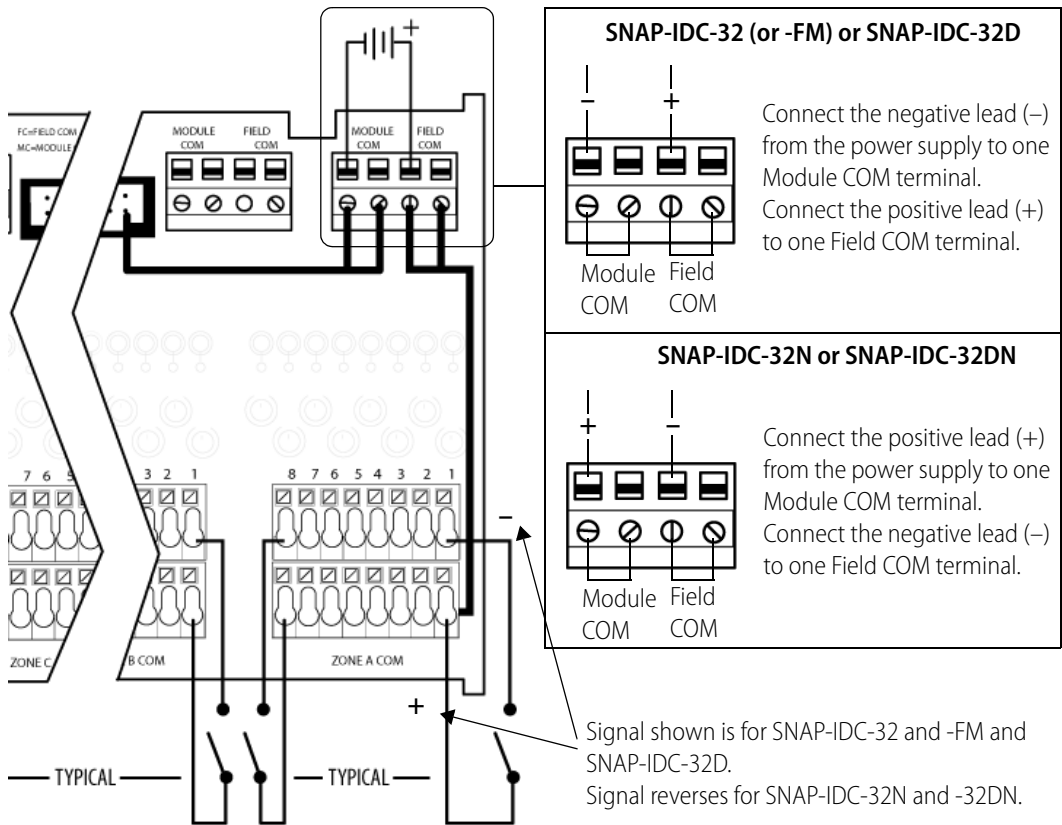 SNAP-IDC-32 (or -FM) or SNAP-IDC-32D
–
+
Connect the negative lead (–)
from the power supply to one
Module COM terminal.
Connect the positive lead (+)
to one Field COM terminal.
Module COM
Field COM
SNAP-IDC-32N or SNAP-IDC-32DN
+
–
Connect the positive lead (+)
from the power supply to one
Module COM terminal.
Connect the negative lead (–)
to one Field COM terminal.
Module COM
Field COM
+
FC=FIELD COM
MC=MODULE
MODULE COM
FIELD COM
MODULE COM
FIELD COM
7 6 5
3 2 1
8 7 6 5 4 3 2 1
–
ZONE C
B COM
ZONE A COM
+
TYPICAL
TYPICAL
Signal shown is for SNAP-IDC-32 and -FM and
SNAP-IDC-32D.
Signal reverses for SNAP-IDC-32N and -32DN.